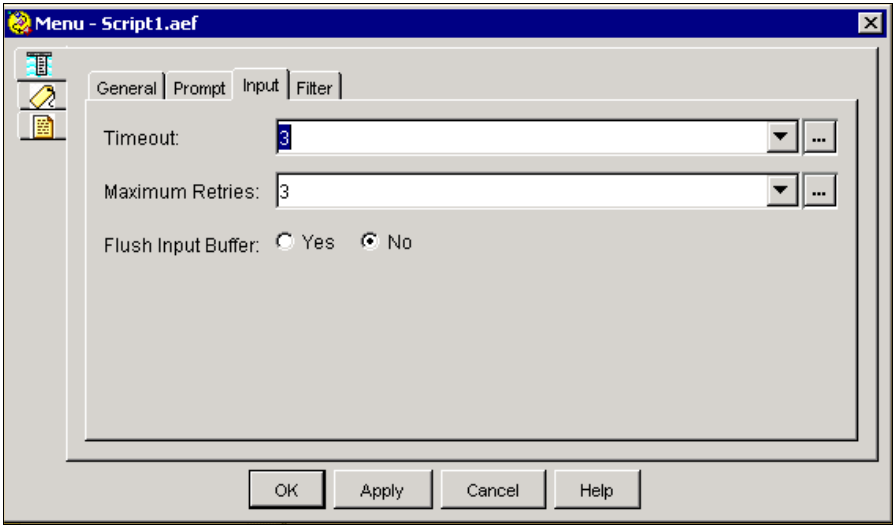 Menu - Script1.aef
General Prompt Input Filter
Timeout: 3 ...
Maximum Retries: 3 ...
Flush Input Buffer: Yes No
OK Apply Cancel Help